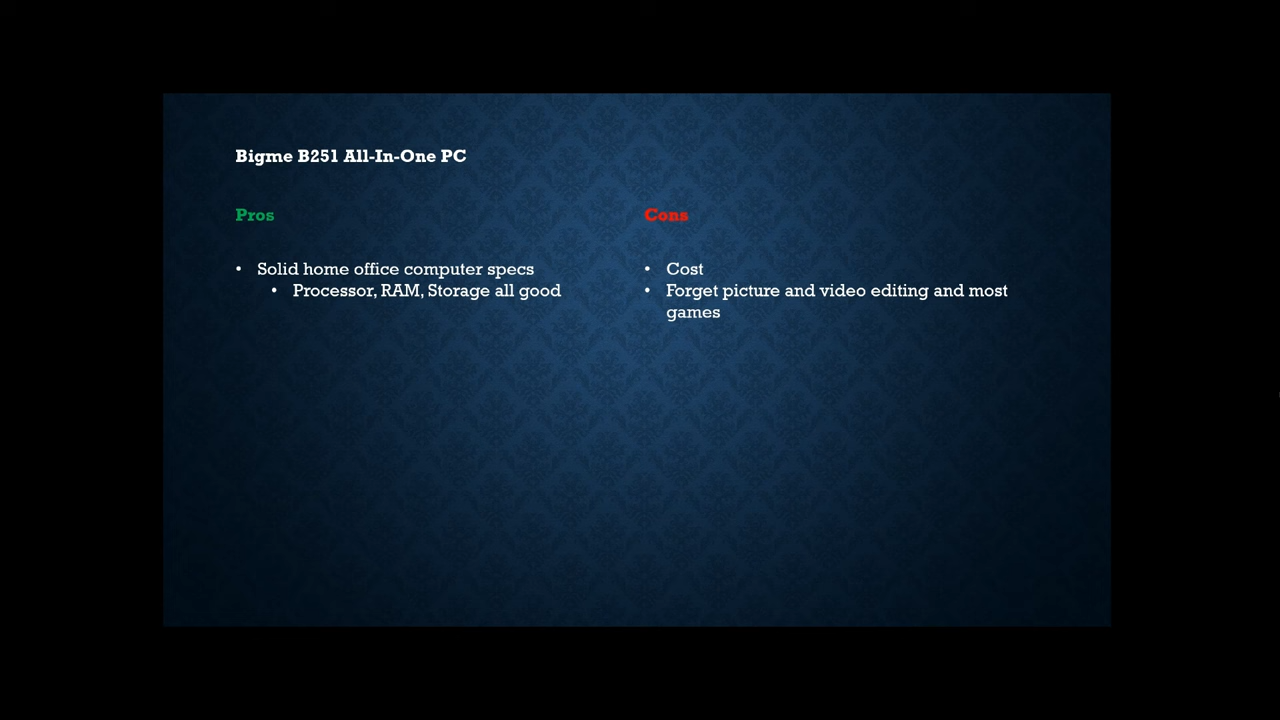 Bigme B251 All-In-One PC
Pros
• Solid home office computer specs
• Processor, RAM, Storage all good
Cons
• Cost
• Forget picture and video editing and most
games